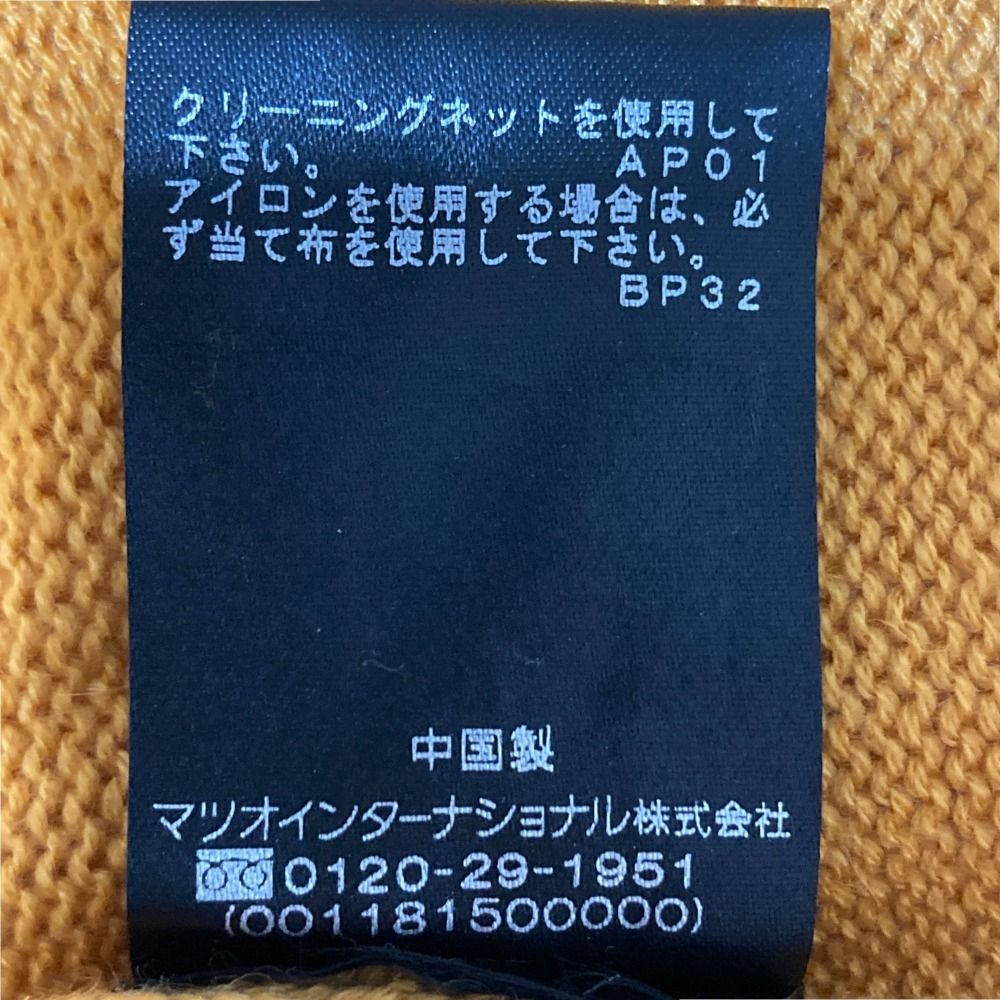 クリーニングネットを使用して
下さい。 AP01
アイロンを使用する場合は、必
ず当て布を使用して下さい。
BP32
中国製
マツオインターナショナル株式会社
0120-29-1951
(001181500000)